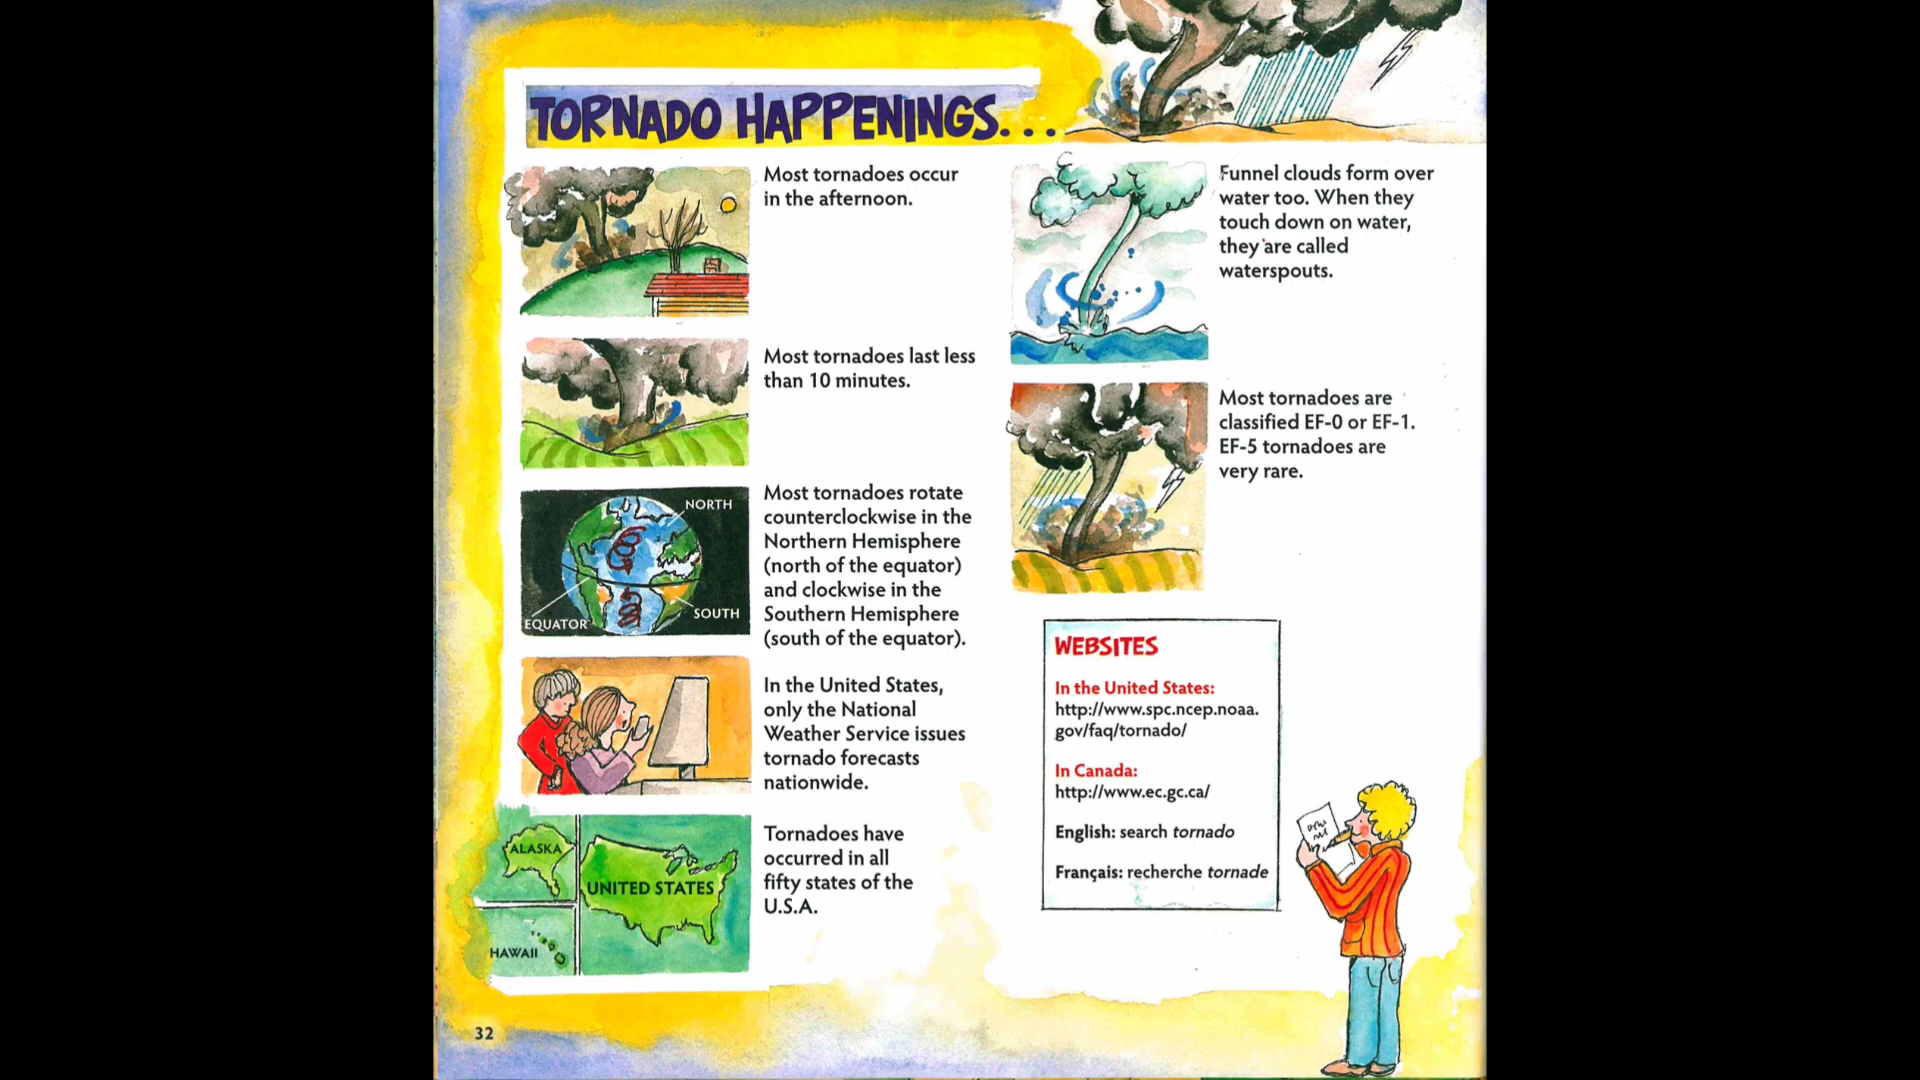 TORNADO HAPPENINGS...
Most tornadoes occur
in the afternoon.
Most tornadoes last less
than 10 minutes.
NORTH
EQUATOR
SOUTH
Most tornadoes rotate
counterclockwise in the
Northern Hemisphere
(north of the equator)
and clockwise in the
Southern Hemisphere
(south of the equator).
In the United States,
only the National
Weather Service issues
tornado forecasts
nationwide.
ALASKA
UNITED STATES
HAWAII
Tornadoes have
occurred in all
fifty states of the
U.S.A.
Funnel clouds form over
water too. When they
touch down on water,
they are called
waterspouts.
Most tornadoes are
classified EF-0 or EF-1.
EF-5 tornadoes are
very rare.
WEBSITES
In the United States:
http://www.spc.ncep.noaa.
gov/faq/tornado/
In Canada:
http://www.ec.gc.ca/
English: search tornado
Français: recherche tornade
32